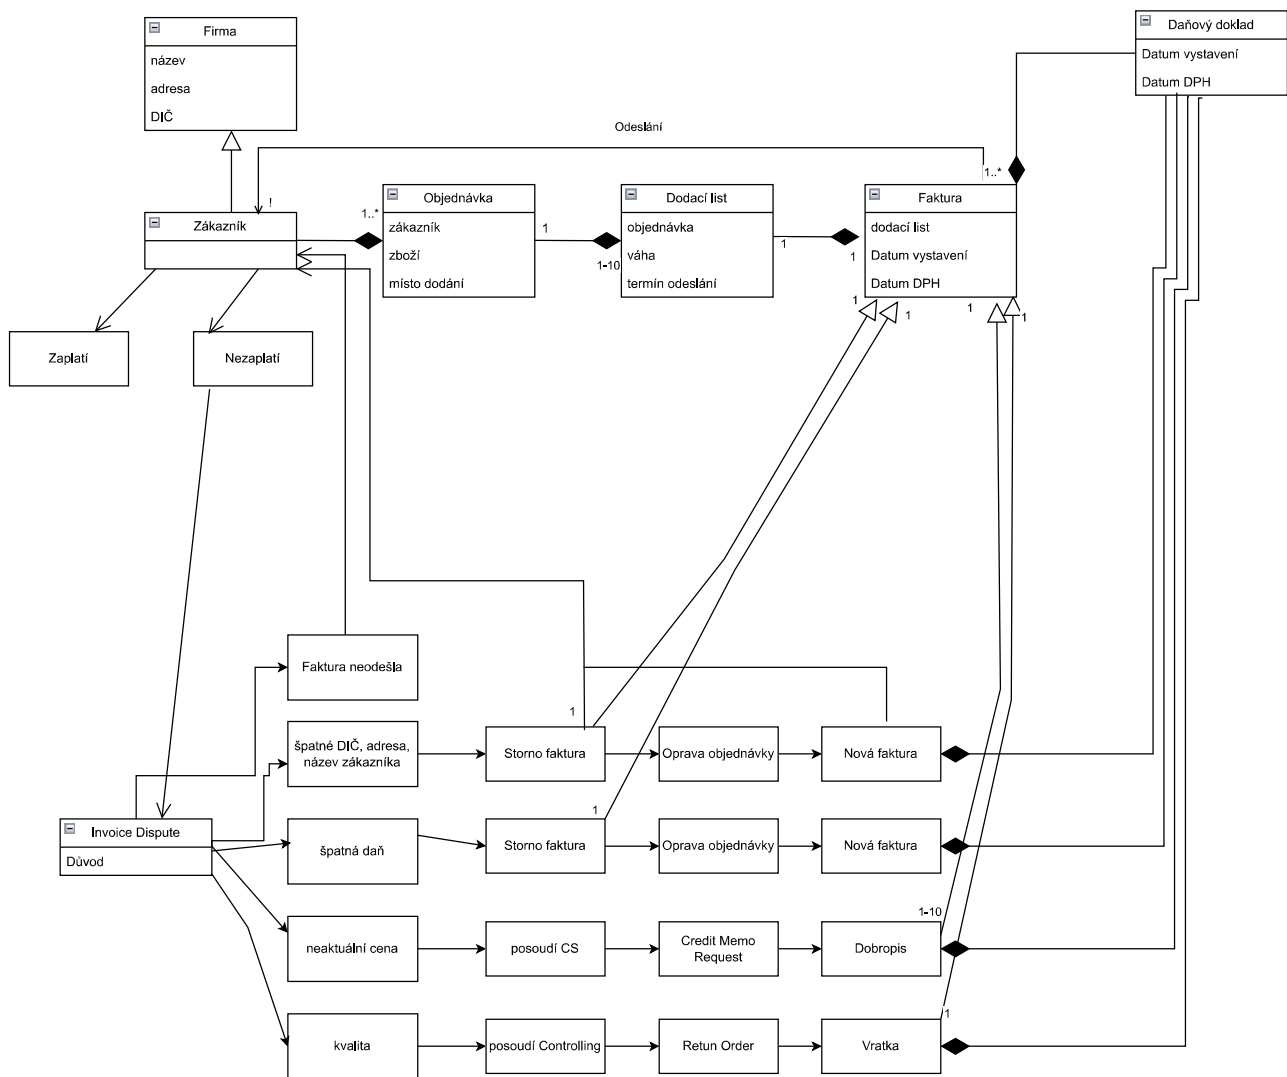 Firma
název
adresa
DIČ
Daňový doklad
Datum vystavení
Datum DPH
Odeslání
Zákazník
!
1..*
Objednávka
zákazník
zboží
místo dodání
1
1-10
Dodací list
objednávka
váha
termín odeslání
1
1
1..*
Faktura
dodací list
Datum vystavení
Datum DPH
1
1
1
1
Zaplatí
Nezaplatí
Faktura neodešla
1
špatné DIČ, adresa,
název zákazníka
Storno faktura
Oprava objednávky
Nová faktura
1
Invoice Dispute
Důvod
špatná daň
Storno faktura
Oprava objednávky
Nová faktura
1-10
neaktuální cena
posoudí CS
Credit Memo
Request
Dobropis
1
kvalita
posoudí Controlling
Retun Order
Vratka